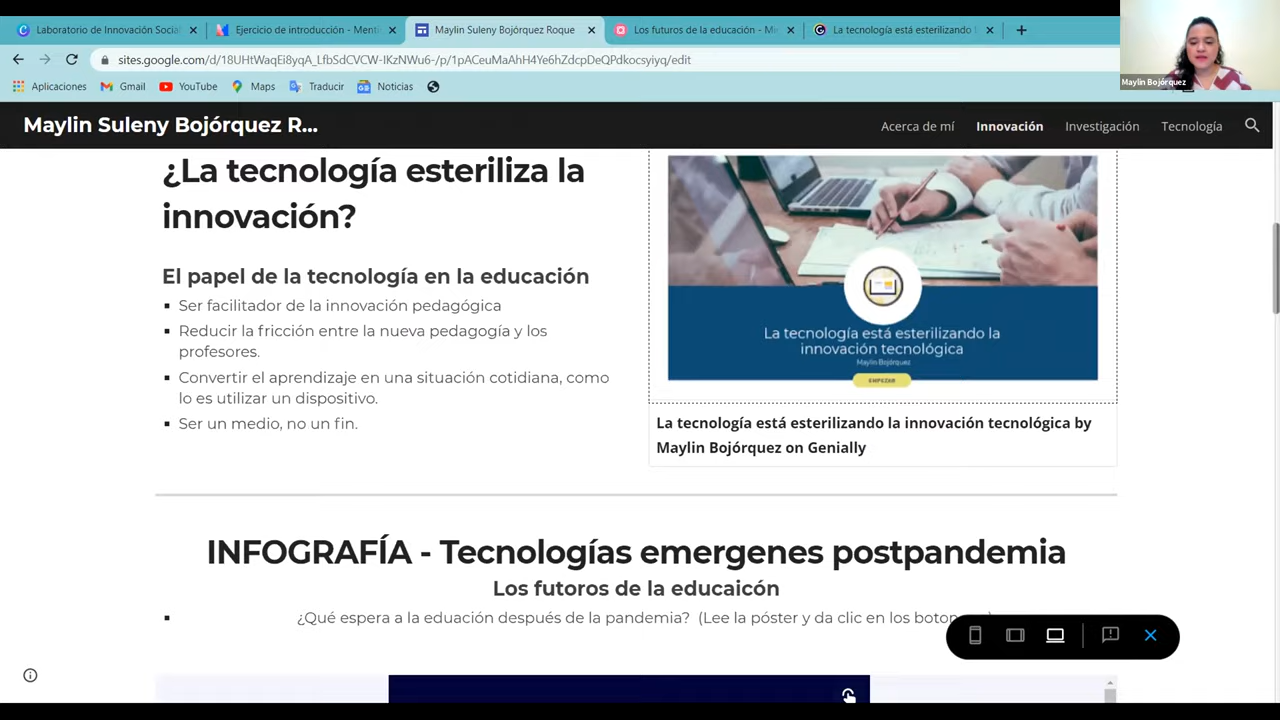 Laboratorio de Innovación Social
Ejercicio de introducción - Menti
Maylin Suleny Bojórquez Roque
Los futuros de la educación - Mi
La tecnología está esterilizando
sites.google.com/d/18UHtWaqEi8yqA_LfbSdCVCW-IKzNWu6-/p/1pACeuMaAhH4Ye6hZdcpDeQPdkocsyiyq/edit
Aplicaciones
Gmail
YouTube
Maps
Traducir
Noticias
Maylin Bojórquez
Maylin Suleny Bojórquez R...
Acerca de mí
Innovación
Investigación
Tecnología
¿La tecnología esteriliza la
innovación?
El papel de la tecnología en la educación
Ser facilitador de la innovación pedagógica
Reducir la fricción entre la nueva pedagogía y los
profesores.
Convertir el aprendizaje en una situación cotidiana, como
lo es utilizar un dispositivo.
Ser un medio, no un fin.
La tecnología está esterilizando la
innovación tecnológica
Maylin Bojórquez
EMPEZAR
La tecnología está esterilizando la innovación tecnológica by
Maylin Bojórquez on Genially
INFOGRAFÍA - Tecnologías emergenes postpandemia
Los futoros de la educaicón
¿Qué espera a la eduación después de la pandemia? (Lee la póster y da clic en los boton